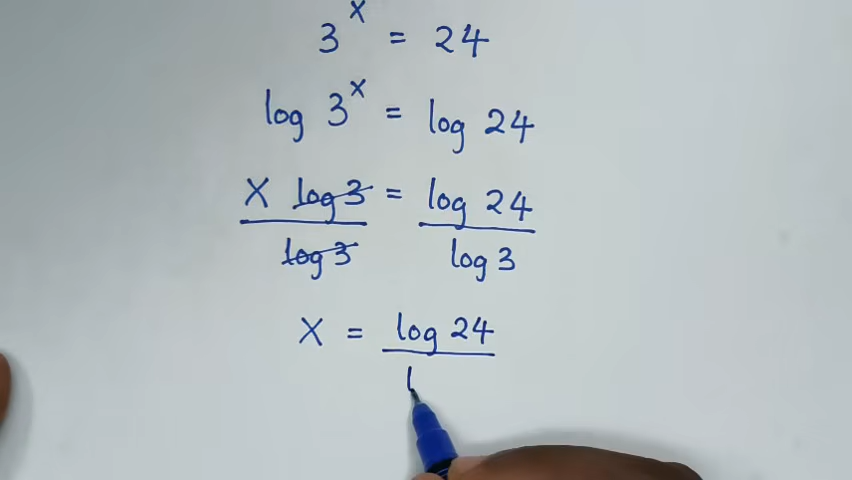 3^x = 24
log 3^x = log 24
x log 3 = log 24
log 3 log 3
x = log 24
l